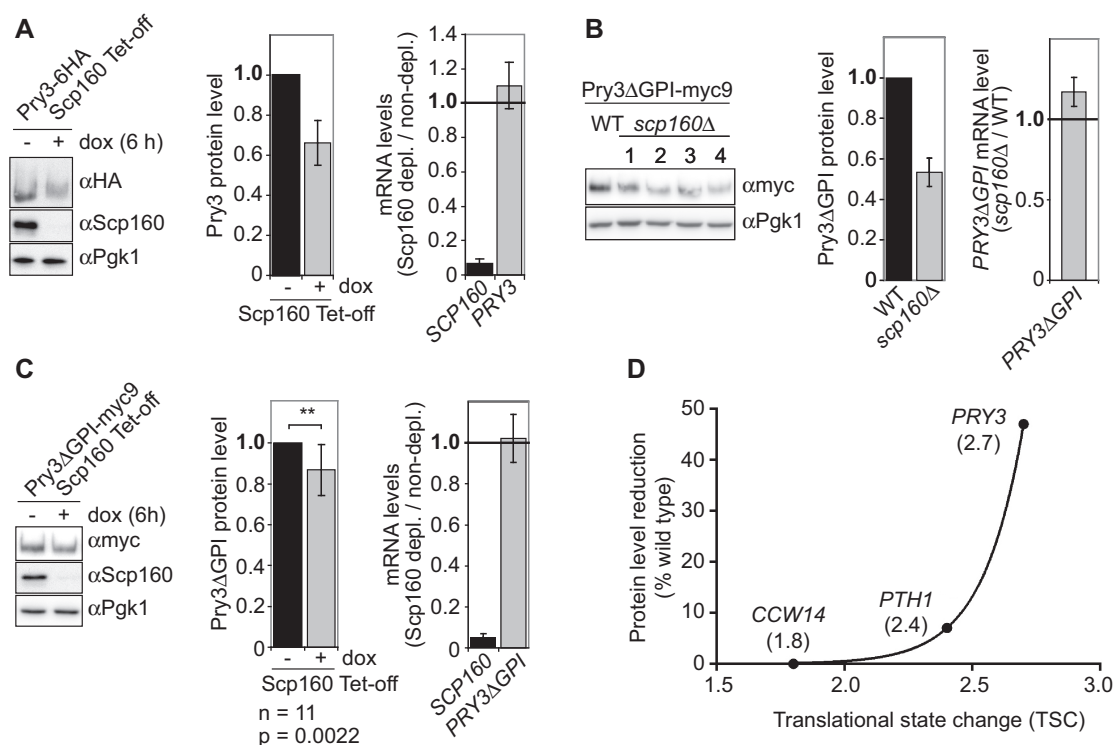 A
Pry3-6HA
Scp160 Tet-off
- + dox (6 h)
αHA
αScp160
αPgk1
Pry3 protein level
1.0
0.8
0.6
0.4
0.2
0
- + dox
Scp160 Tet-off
mRNA levels
(Scp160 depl. / non-depl.)
1.4
1.2
1.0
0.8
0.6
0.4
0.2
0
SCP160
PRY3
B
Pry3ΔGPI-myc9
WT scp160Δ
1 2 3 4
αmyc
αPgk1
Pry3ΔGPI protein level
1.0
0.8
0.6
0.4
0.2
0
WT
scp160Δ
PRY3ΔGPI mRNA level
(scp160Δ / WT)
1.0
0.5
0
PRY3ΔGPI
C
Pry3ΔGPI-myc9
Scp160 Tet-off
- + dox (6h)
αmyc
αScp160
αPgk1
Pry3ΔGPI protein level
1.0
0.8
0.6
0.4
0.2
0
**
- + dox
Scp160 Tet-off
n = 11
p = 0.0022
mRNA levels
(Scp160 depl. / non-depl.)
1.0
0.8
0.6
0.4
0.2
0
SCP160
PRY3ΔGPI
D
Protein level reduction
(% wild type)
50
40
30
20
10
0
PRY3
(2.7)
PTH1
(2.4)
CCW14
(1.8)
1.5 2.0 2.5 3.0
Translational state change (TSC)